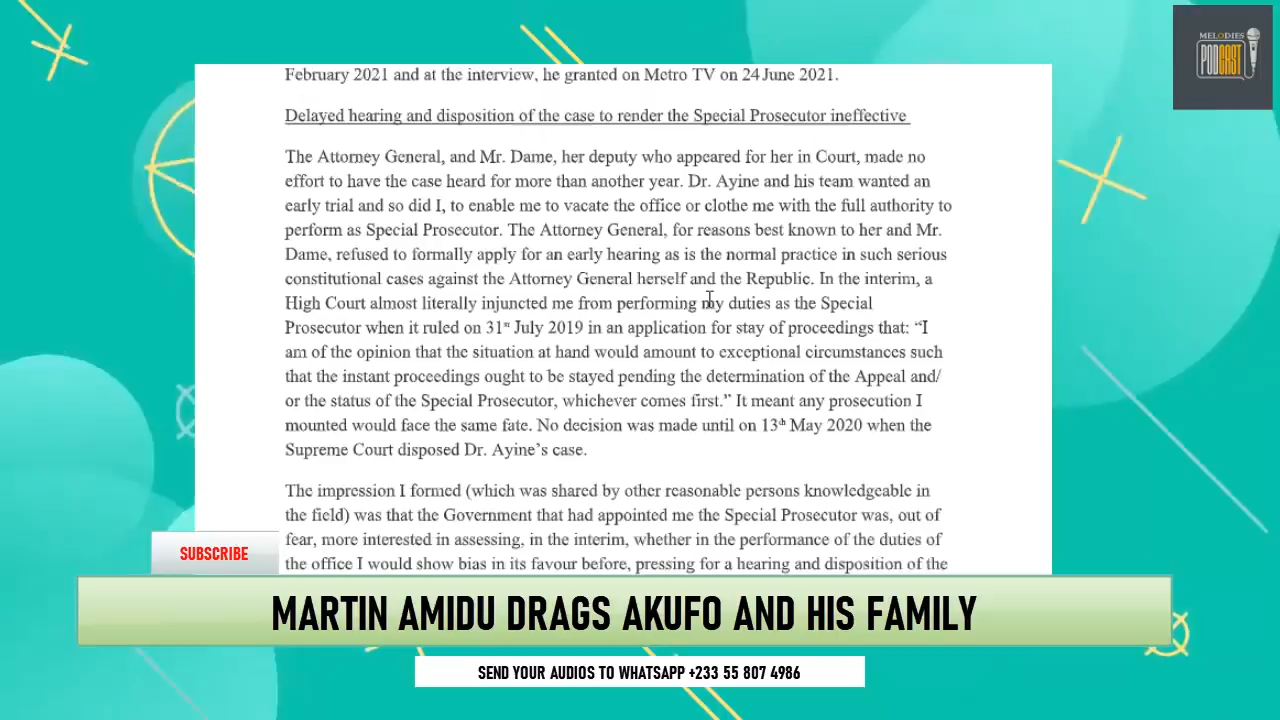 MELODIES
PODCAST
February 2021 and at the interview, he granted on Metro TV on 24 June 2021.
Delayed hearing and disposition of the case to render the Special Prosecutor ineffective
The Attorney General, and Mr. Dame, her deputy who appeared for her in Court, made no
effort to have the case heard for more than another year. Dr. Ayine and his team wanted an
early trial and so did I, to enable me to vacate the office or clothe me with the full authority to
perform as Special Prosecutor. The Attorney General, for reasons best known to her and Mr.
Dame, refused to formally apply for an early hearing as is the normal practice in such serious
constitutional cases against the Attorney General herself and the Republic. In the interim, a
High Court almost literally injuncted me from performing my duties as the Special
Prosecutor when it ruled on 31st July 2019 in an application for stay of proceedings that: “I
am of the opinion that the situation at hand would amount to exceptional circumstances such
that the instant proceedings ought to be stayed pending the determination of the Appeal and/
or the status of the Special Prosecutor, whichever comes first.” It meant any prosecution I
mounted would face the same fate. No decision was made until on 13th May 2020 when the
Supreme Court disposed Dr. Ayine’s case.
The impression I formed (which was shared by other reasonable persons knowledgeable in
the field) was that the Government that had appointed me the Special Prosecutor was, out of
fear, more interested in assessing, in the interim, whether in the performance of the duties of
the office I would show bias in its favour before, pressing for a hearing and disposition of the
SUBSCRIBE
MARTIN AMIDU DRAGS AKUFO AND HIS FAMILY
SEND YOUR AUDIOS TO WHATSAPP +233 55 807 4986